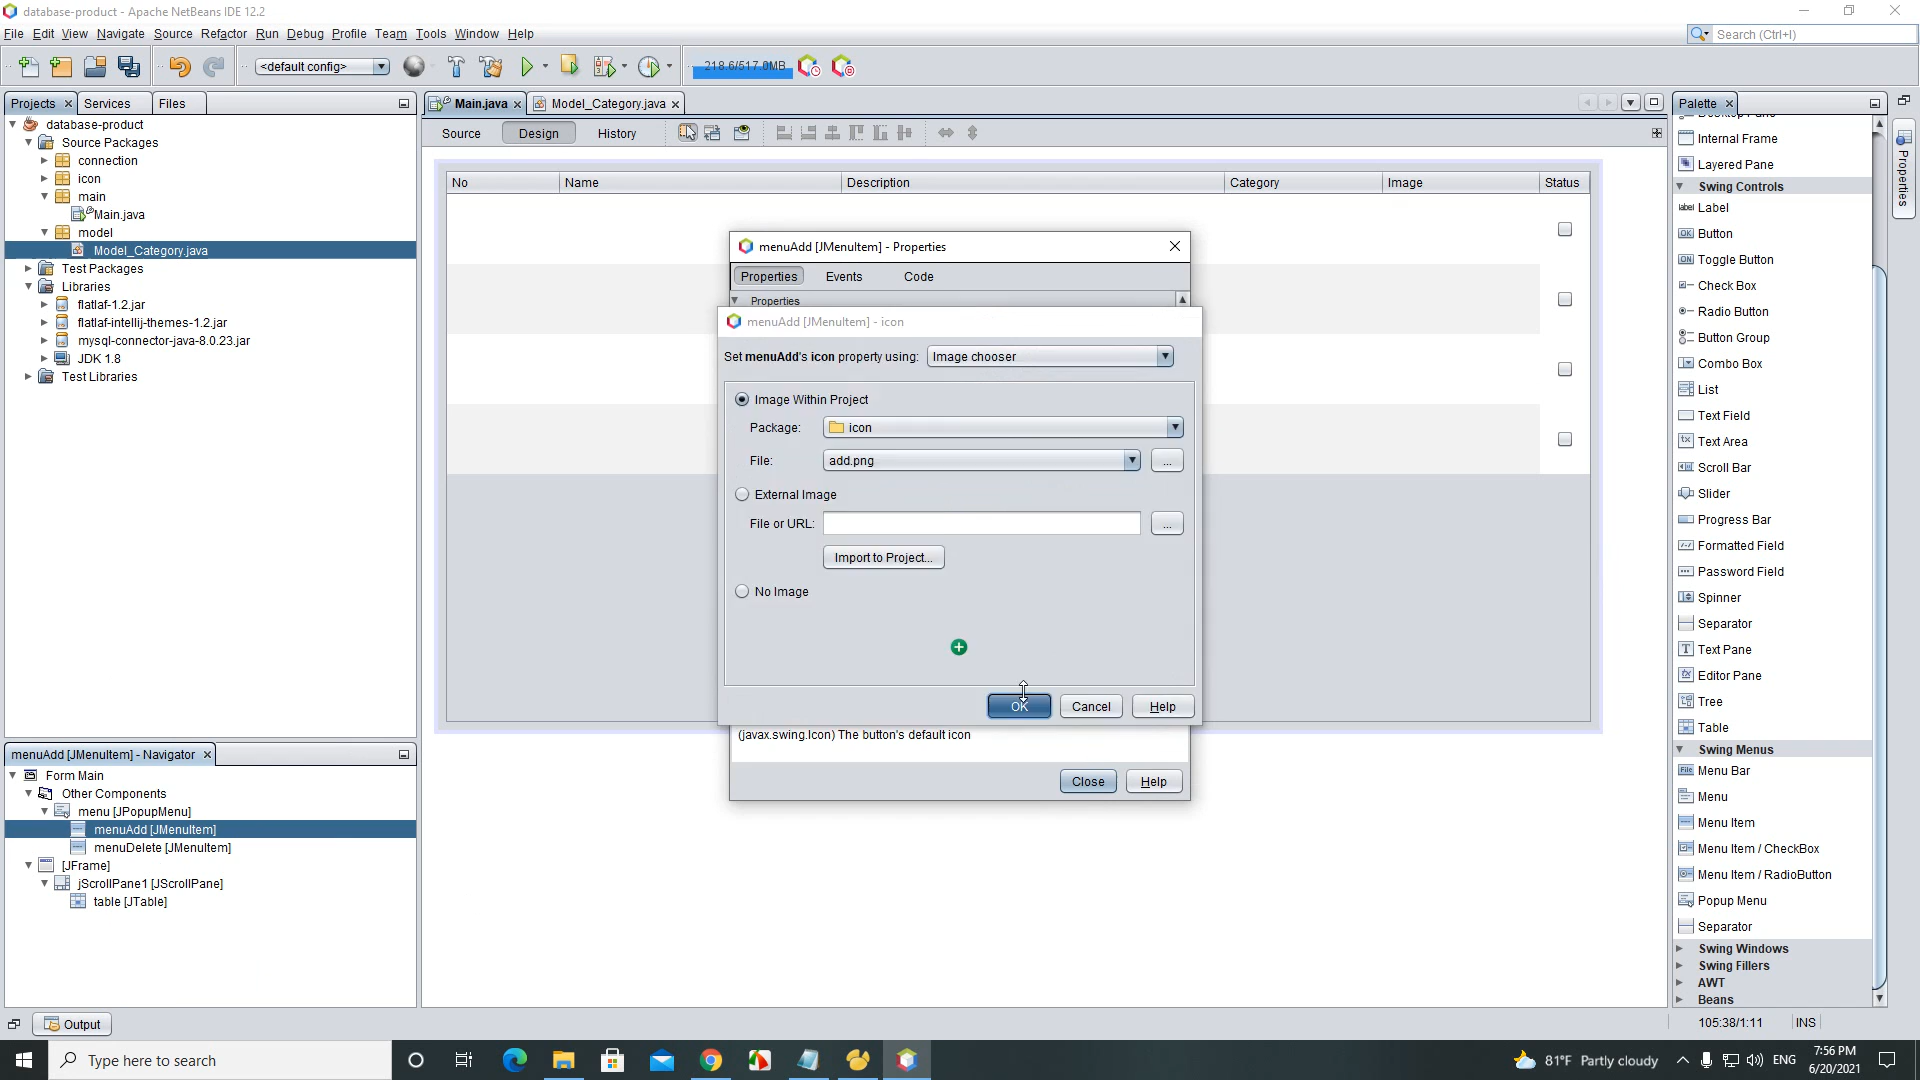 database-product - Apache NetBeans IDE 12.2
File Edit View Navigate Source Refactor Run Debug Profile Team Tools Window Help
Search (Ctrl+I)
<default config>
218.6/517.0MB
Projects
Services
Files
Main.java
Model_Category.java
Palette
Source
Design
History
database-product
Source Packages
connection
icon
main
Main.java
model
Model_Category.java
Test Packages
Libraries
flatlaf-1.2.jar
flatlaf-intellij-themes-1.2.jar
mysql-connector-java-8.0.23.jar
JDK 1.8
Test Libraries
No Name Description Category Image Status
menuAdd [JMenuItem] - Properties
Properties Events Code
Properties
menuAdd [JMenuItem] - icon
Set menuAdd's icon property using: Image chooser
Image Within Project
Package: icon
File: add.png ...
External Image
File or URL: ...
Import to Project...
No Image
OK Cancel Help
(javax.swing.Icon) The button's default icon
Close Help
Internal Frame
Layered Pane
Swing Controls
label Label
OK Button
ON Toggle Button
Check Box
Radio Button
Button Group
Combo Box
List
Text Field
Text Area
Scroll Bar
Slider
Progress Bar
Formatted Field
Password Field
Spinner
Separator
Text Pane
Editor Pane
Tree
Table
Swing Menus
File Menu Bar
Menu
Menu Item
Menu Item / CheckBox
Menu Item / RadioButton
Popup Menu
Separator
Swing Windows
Swing Fillers
AWT
Beans
Properties
menuAdd [JMenuItem] - Navigator
Form Main
Other Components
menu [JPopupMenu]
menuAdd [JMenuItem]
menuDelete [JMenuItem]
[JFrame]
jScrollPane1 [JScrollPane]
table [JTable]
Output
105:38/1:11 INS
Type here to search
81°F Partly cloudy
ENG
7:56 PM
6/20/2021